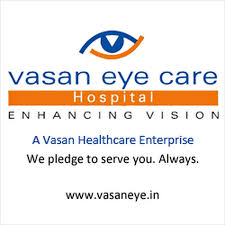 vasan eye care
Hospital
ENHANCING VISION
A Vasan Healthcare Enterprise
We pledge to serve you. Always.
www.vasaneye.in